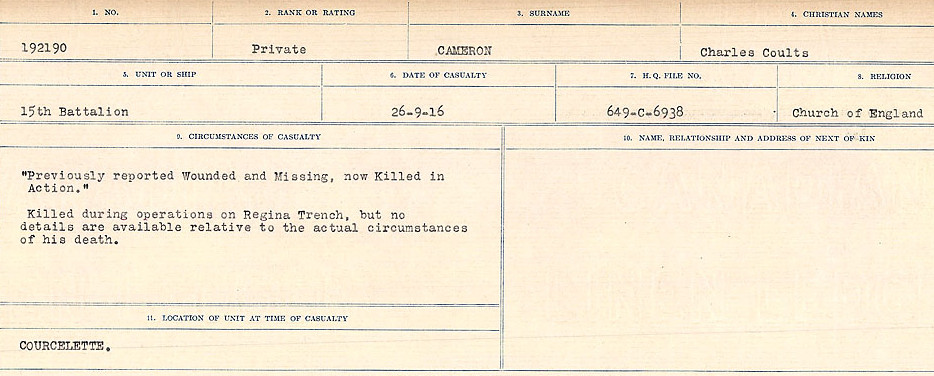 1. NO. 2. RANK OR RATING 3. SURNAME 4. CHRISTIAN NAMES
192190 Private CAMERON Charles Coults
5. UNIT OR SHIP 6. DATE OF CASUALTY 7. H.Q. FILE NO. 8. RELIGION
15th Battalion 26-9-16 649-C-6938 Church of England
9. CIRCUMSTANCES OF CASUALTY 10. NAME, RELATIONSHIP AND ADDRESS OF NEXT OF KIN
"Previously reported Wounded and Missing, now Killed in
Action."
Killed during operations on Regina Trench, but no
details are available relative to the actual circumstances
of his death.
11. LOCATION OF UNIT AT TIME OF CASUALTY
COURCELETTE.